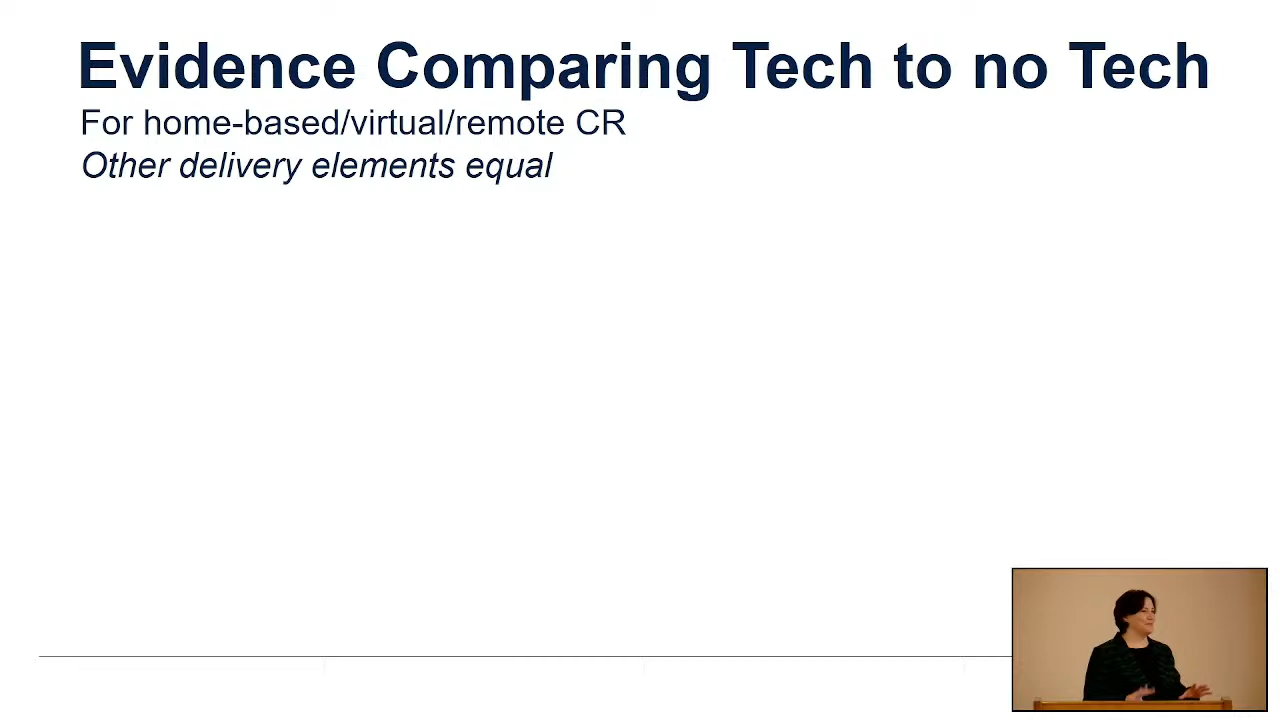 Evidence Comparing Tech to no Tech
For home-based/virtual/remote CR
Other delivery elements equal